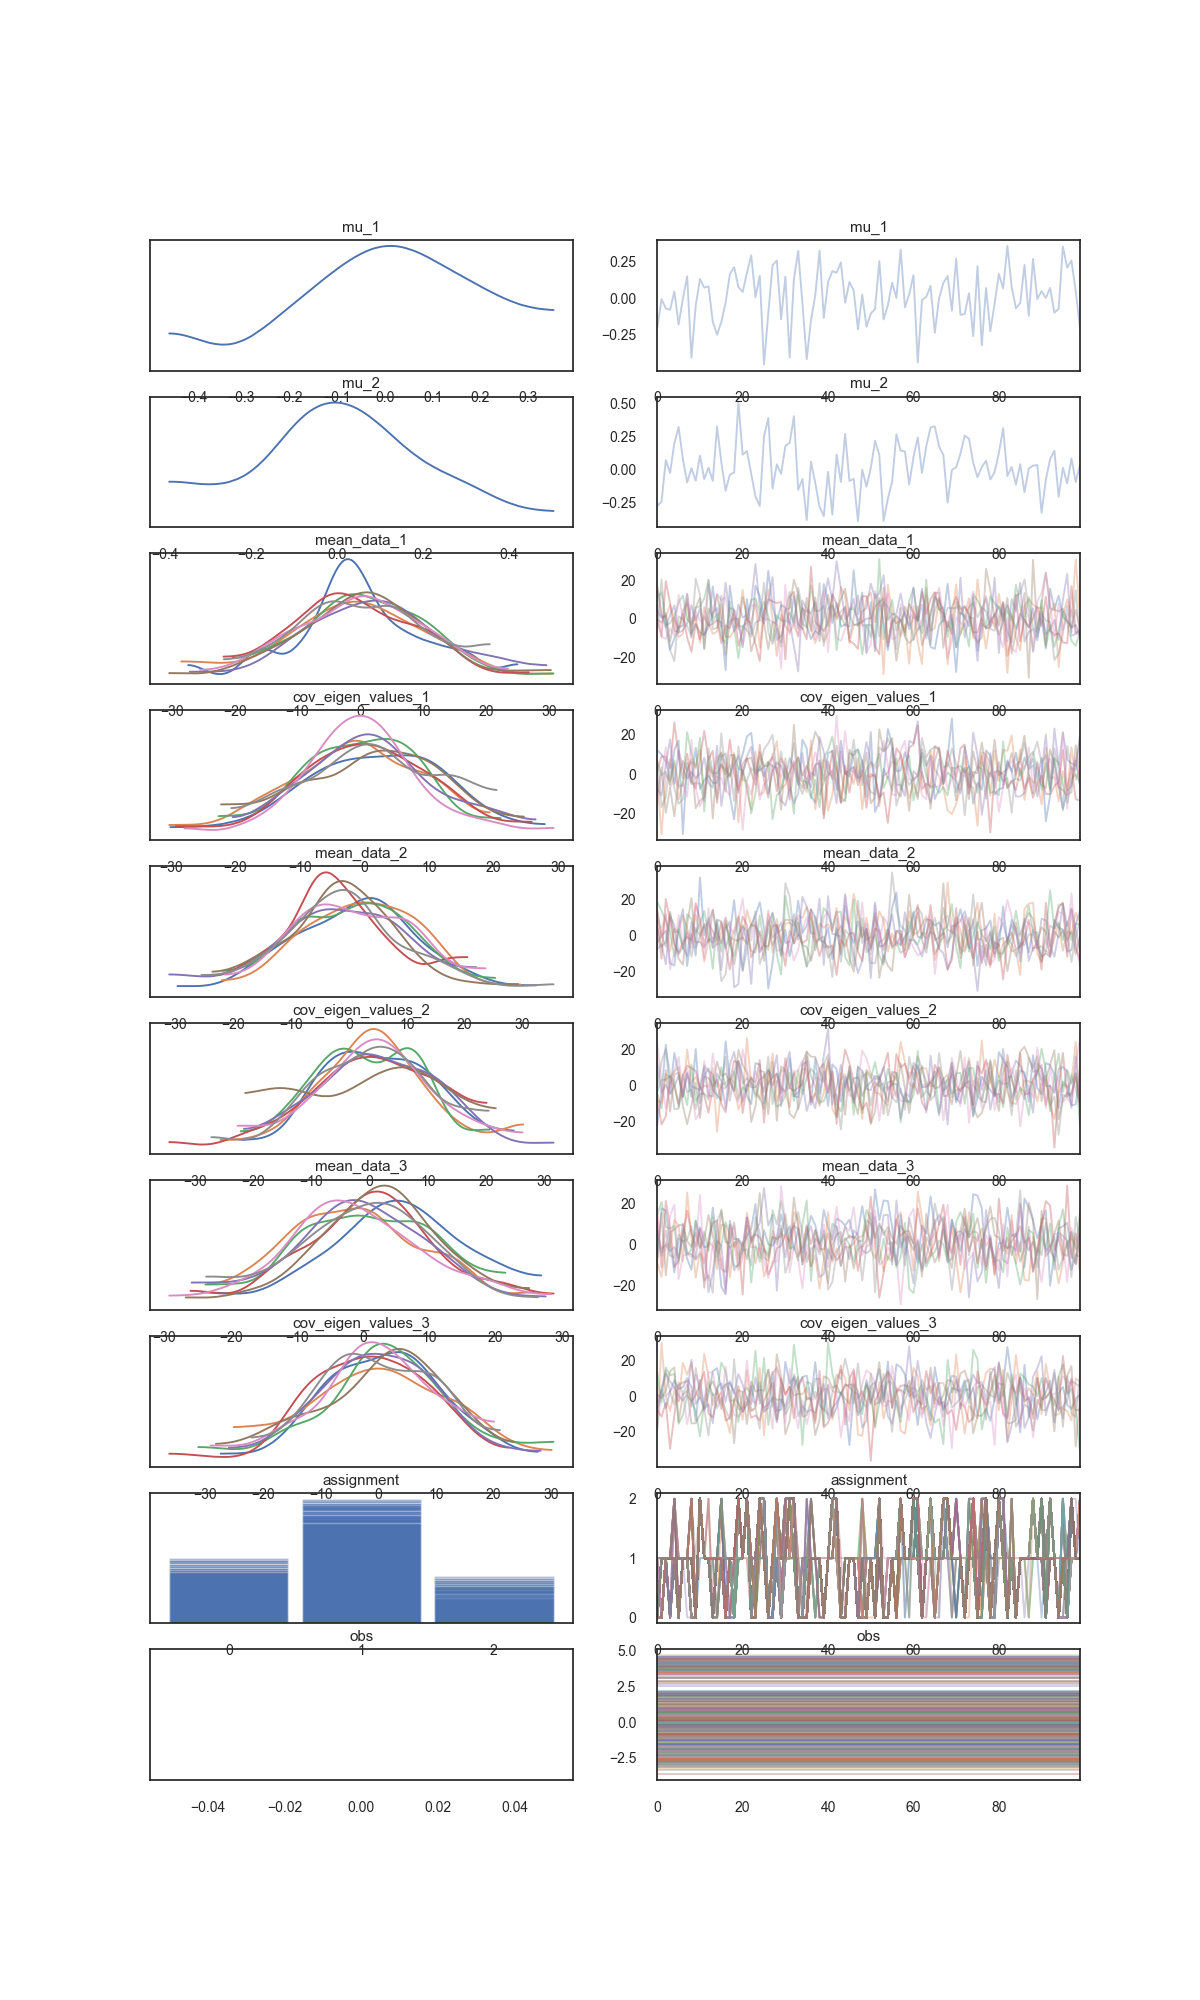 mu_1 mu_1
0.25
0.00
−0.25
mu_2 mu_2
−0.4 −0.3 −0.2 −0.1 0.0 0.1 0.2 0.3 0 20 40 60 80
0.50
0.25
0.00
−0.25
mean_data_1 mean_data_1
−0.4 −0.2 0.0 0.2 0.4 0 20 40 60 80
20
0
−20
cov_eigen_values_1 cov_eigen_values_1
−30 −20 −10 0 10 20 30 0 20 40 60 80
20
0
−20
mean_data_2 mean_data_2
−30 −20 −10 0 10 20 30 0 20 40 60 80
20
0
−20
cov_eigen_values_2 cov_eigen_values_2
−30 −20 −10 0 10 20 30 0 20 40 60 80
20
0
−20
mean_data_3 mean_data_3
−30 −20 −10 0 10 20 30 0 20 40 60 80
20
0
−20
cov_eigen_values_3 cov_eigen_values_3
−30 −20 −10 0 10 20 30 0 20 40 60 80
20
0
−20
assignment assignment
−30 −20 −10 0 10 20 30 0 20 40 60 80
2
1
0
obs obs
0 1 2 0 20 40 60 80
5.0
2.5
0.0
−2.5
−0.04 −0.02 0.00 0.02 0.04 0 20 40 60 80